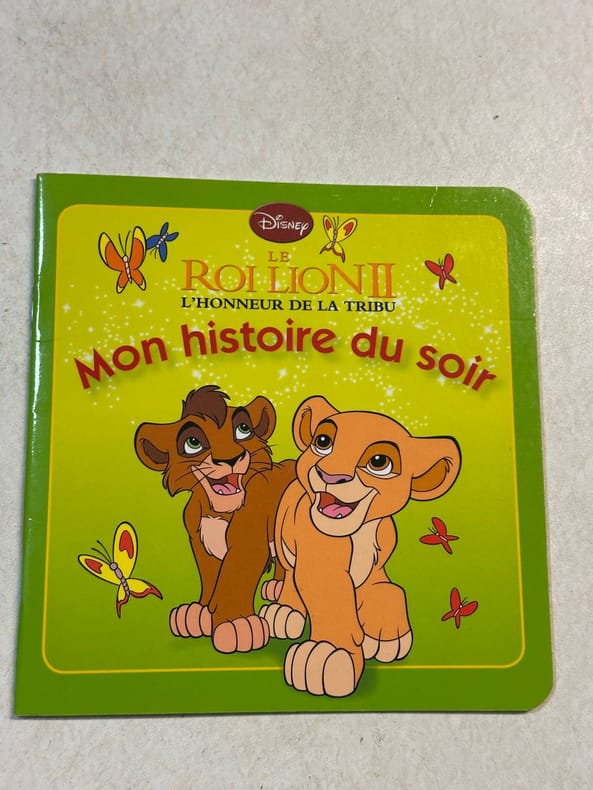 Disney
LE
ROI LION II
L'HONNEUR DE LA TRIBU
Mon histoire du soir